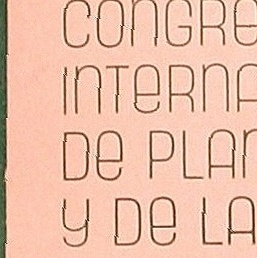 CONGRE
INTERNA
DE PLAN
y DE LA